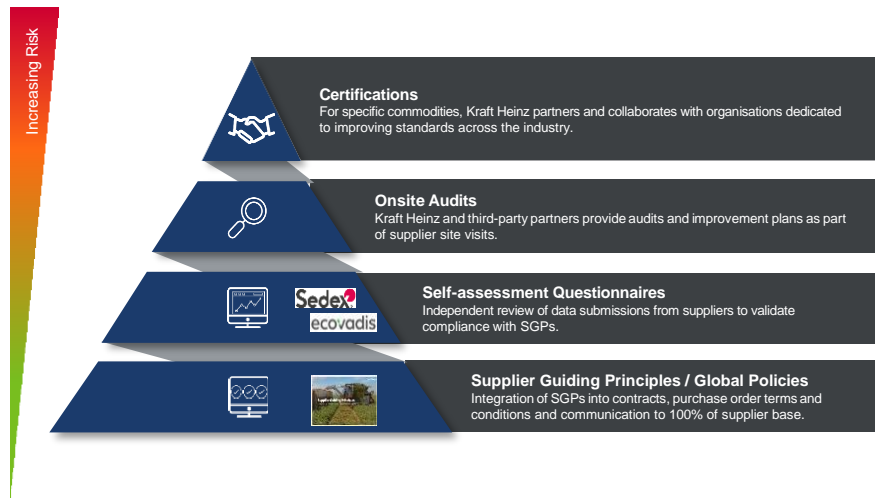 Increasing Risk
Certifications
For specific commodities, Kraft Heinz partners and collaborates with organisations dedicated
to improving standards across the industry.
Onsite Audits
Kraft Heinz and third-party partners provide audits and improvement plans as part
of supplier site visits.
Sedex
ecovadis
Self-assessment Questionnaires
Independent review of data submissions from suppliers to validate
compliance with SGPs.
Supplier Guiding Principles / Global Policies
Integration of SGPs into contracts, purchase order terms and
conditions and communication to 100% of supplier base.